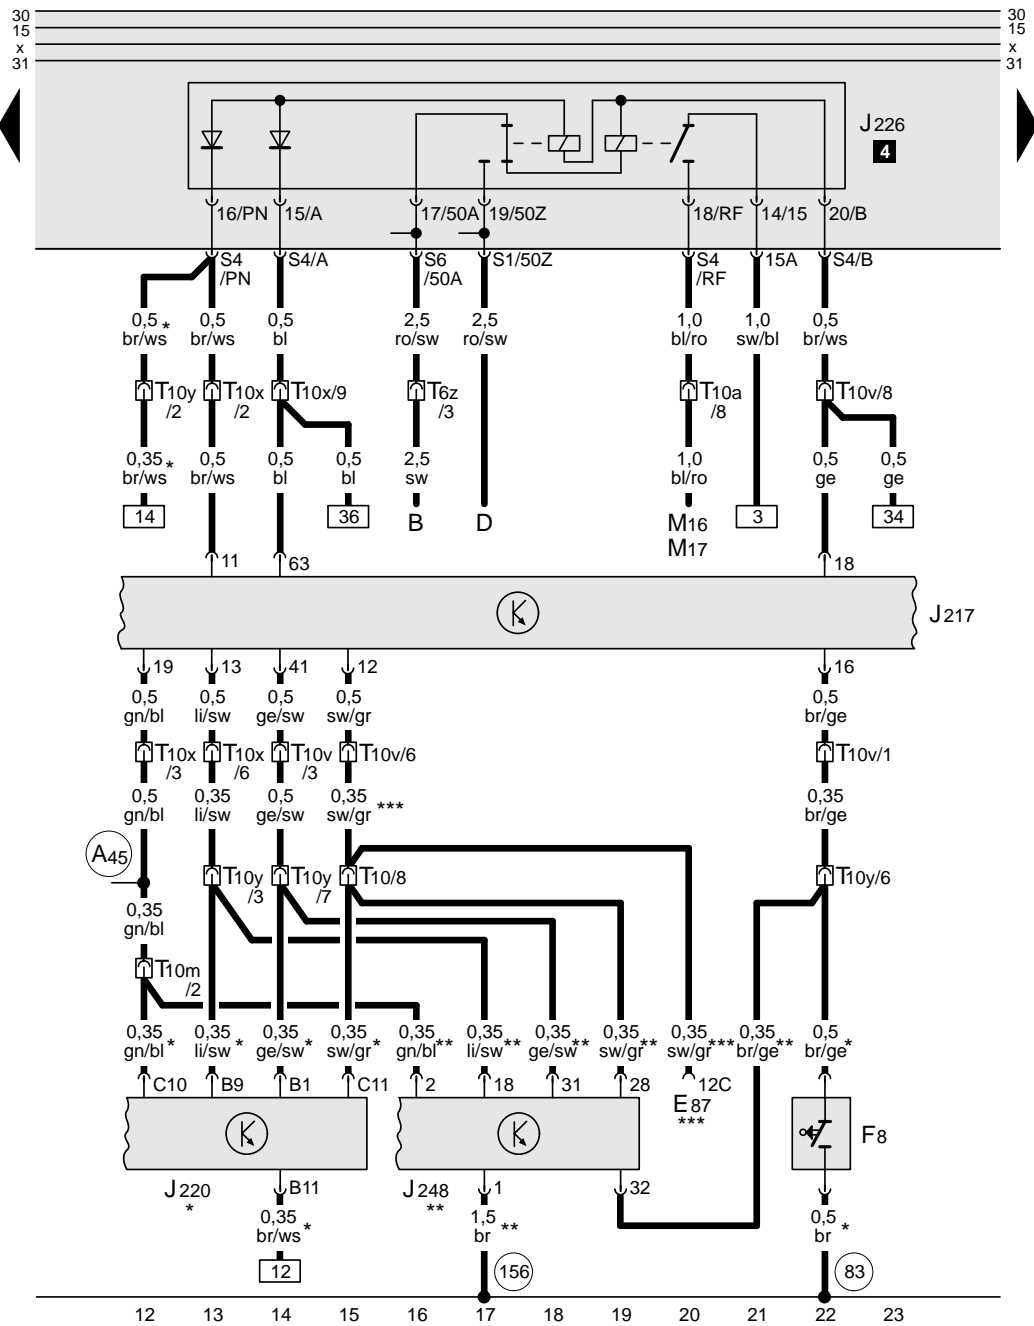 30 30
15 15
x x
31 31
J226
4
16/PN 15/A 17/50A 19/50Z 18/RF 14/15 20/B
S4 S4/A S6 S1/50Z S4 15A S4/B
/PN /50A /RF
0,5 0,5 0,5 2,5 2,5 1,0 1,0 0,5
br/ws* br/ws bl ro/sw ro/sw bl/ro sw/bl br/ws
T10y T10x T10x/9 T6z T10a T10v/8
/2 /2 /3 /8
0,35 0,5 0,5 0,5 2,5 1,0 0,5 0,5
br/ws* br/ws bl bl sw bl/ro ge ge
14 36 B D M16 3 34
M17
11 63 18
J217
19 13 41 12 16
0,5 0,5 0,5 0,5 0,5
gn/bl li/sw ge/sw sw/gr br/ge
T10x T10x T10v T10v/6 T10v/1
/3 /6 /3
0,5 0,35 0,5 0,35 0,35
gn/bl li/sw ge/sw sw/gr *** br/ge
A45
T10y T10y T10/8 T10y/6
/3 /7
0,35
gn/bl
T10m
/2
0,35 0,35 0,35 0,35 0,35 0,35 0,35 0,35 0,35 0,35 0,5
gn/bl* li/sw* ge/sw* sw/gr* gn/bl** li/sw** ge/sw** sw/gr** sw/gr*** br/ge** br/ge*
C10 B9 B1 C11 2 18 31 28 12C
E87
***
F8
J220 B11 J248 1 32
* **
0,35 1,5 0,5
br/ws* br ** br *
12 156 83
12 13 14 15 16 17 18 19 20 21 22 23